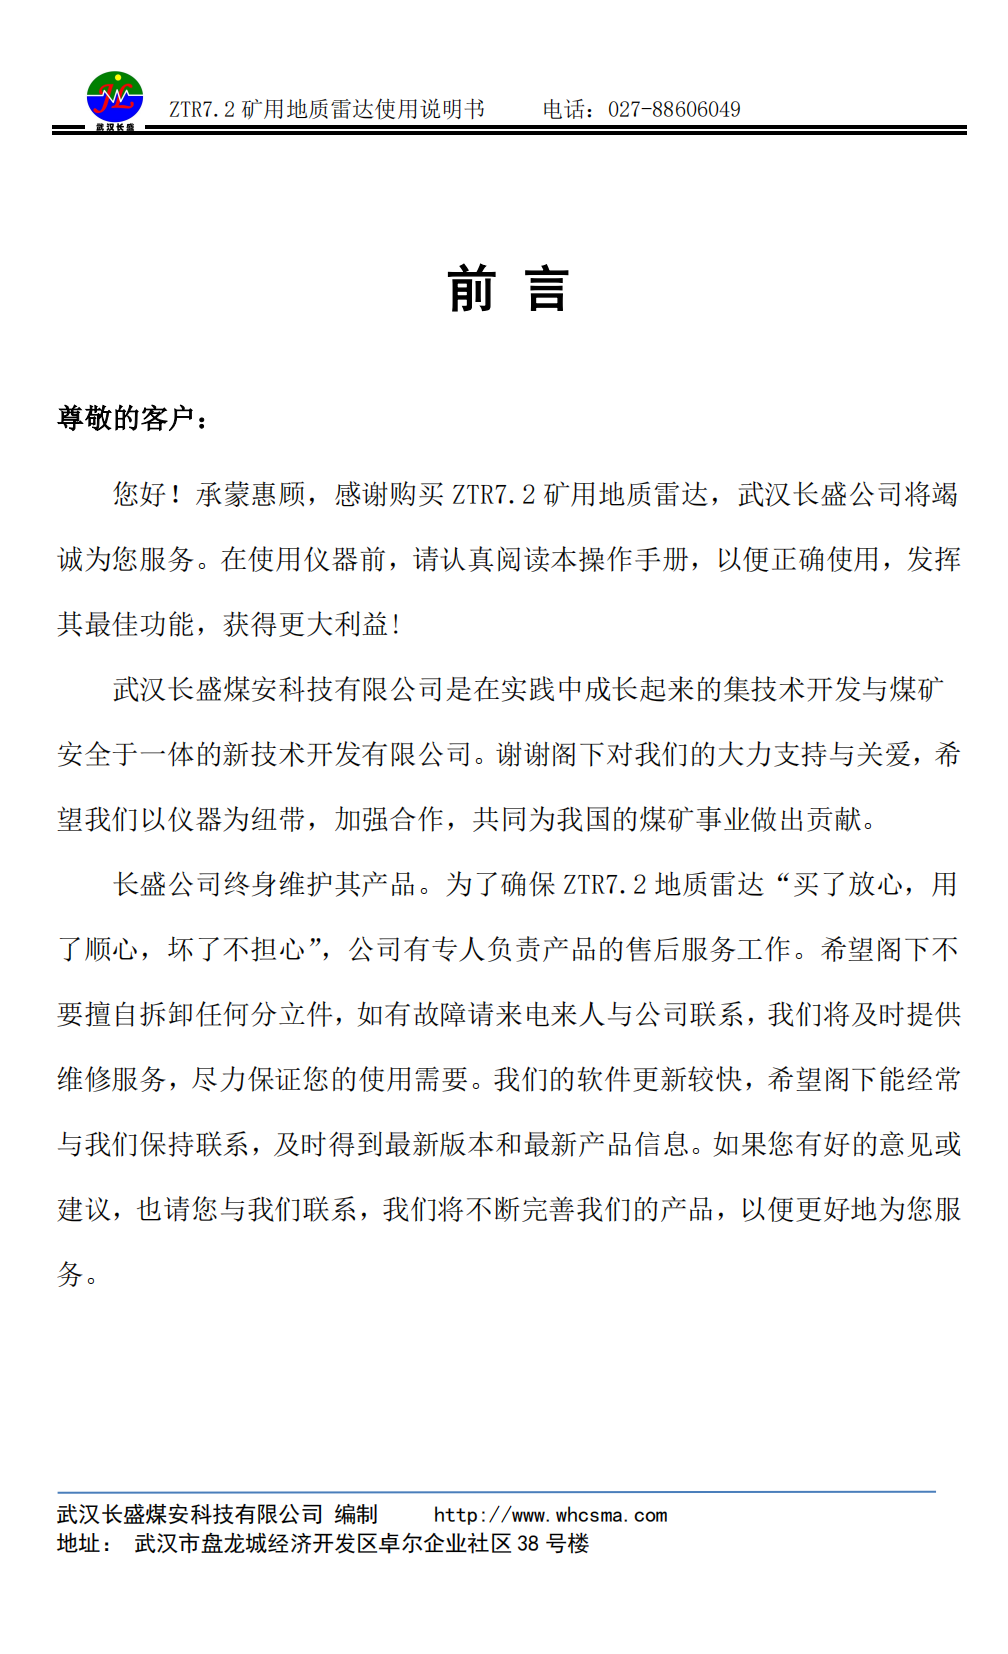 武汉长盛
ZTR7.2矿用地质雷达使用说明书 电话：027-88606049
前 言
尊敬的客户：
您好！承蒙惠顾，感谢购买ZTR7.2矿用地质雷达，武汉长盛公司将竭
诚为您服务。在使用仪器前，请认真阅读本操作手册，以便正确使用，发挥
其最佳功能，获得更大利益!
武汉长盛煤安科技有限公司是在实践中成长起来的集技术开发与煤矿
安全于一体的新技术开发有限公司。谢谢阁下对我们的大力支持与关爱，希
望我们以仪器为纽带，加强合作，共同为我国的煤矿事业做出贡献。
长盛公司终身维护其产品。为了确保ZTR7.2地质雷达“买了放心，用
了顺心，坏了不担心”，公司有专人负责产品的售后服务工作。希望阁下不
要擅自拆卸任何分立件，如有故障请来电来人与公司联系，我们将及时提供
维修服务，尽力保证您的使用需要。我们的软件更新较快，希望阁下能经常
与我们保持联系，及时得到最新版本和最新产品信息。如果您有好的意见或
建议，也请您与我们联系，我们将不断完善我们的产品，以便更好地为您服
务。
武汉长盛煤安科技有限公司 编制 http://www.whcsma.com
地址： 武汉市盘龙城经济开发区卓尔企业社区38号楼